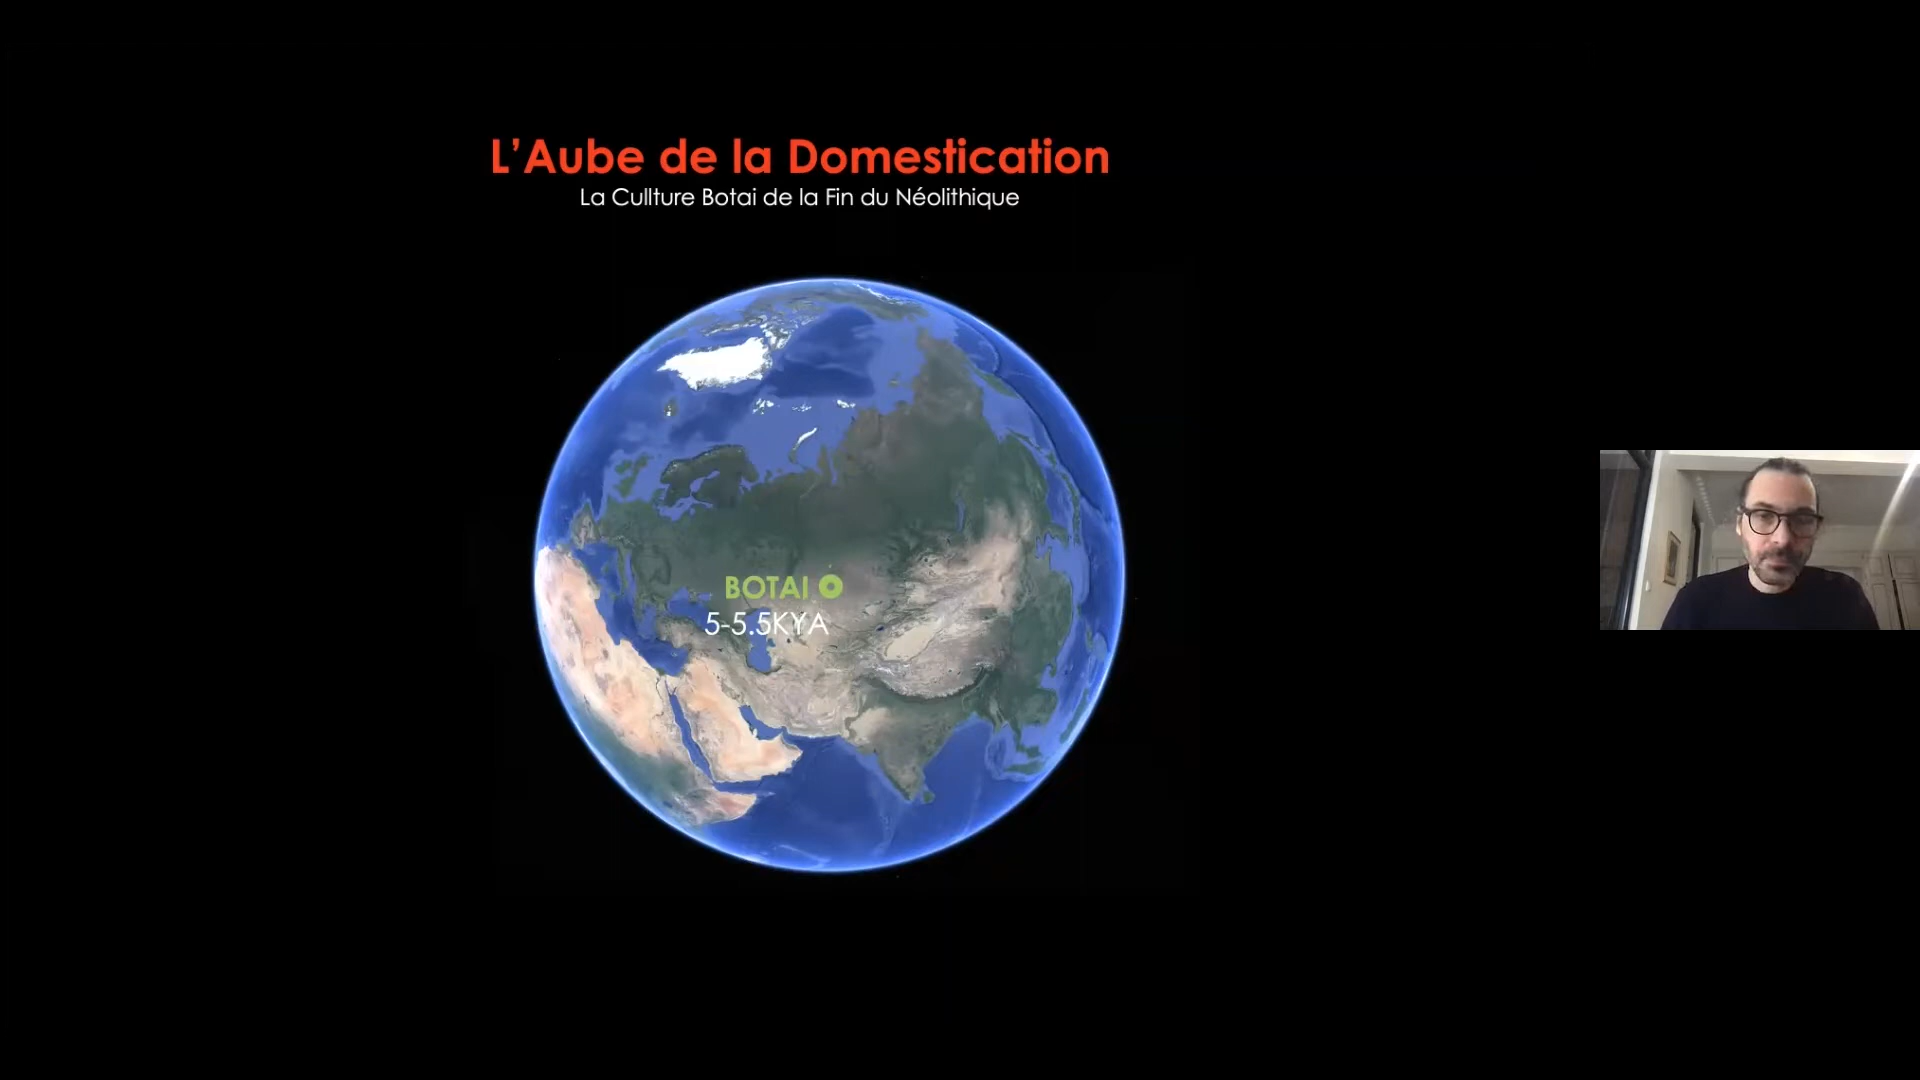 L’Aube de la Domestication
La Cullture Botai de la Fin du Néolithique
BOTAI
5-5.5KYA